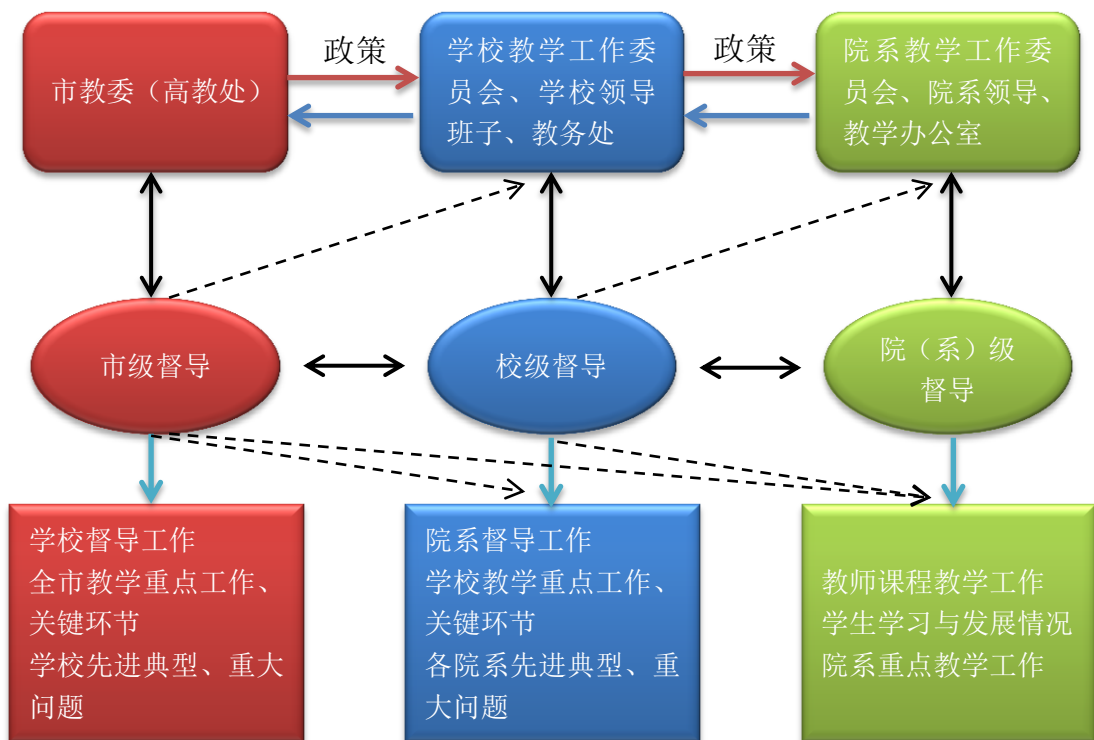 市教委（高教处）
政策
学校教学工作委
员会、学校领导
班子、教务处
政策
院系教学工作委
员会、院系领导、
教学办公室
市级督导
校级督导
院（系）级
督导
学校督导工作
全市教学重点工作、
关键环节
学校先进典型、重大
问题
院系督导工作
学校教学重点工作、
关键环节
各院系先进典型、重
大问题
教师课程教学工作
学生学习与发展情况
院系重点教学工作